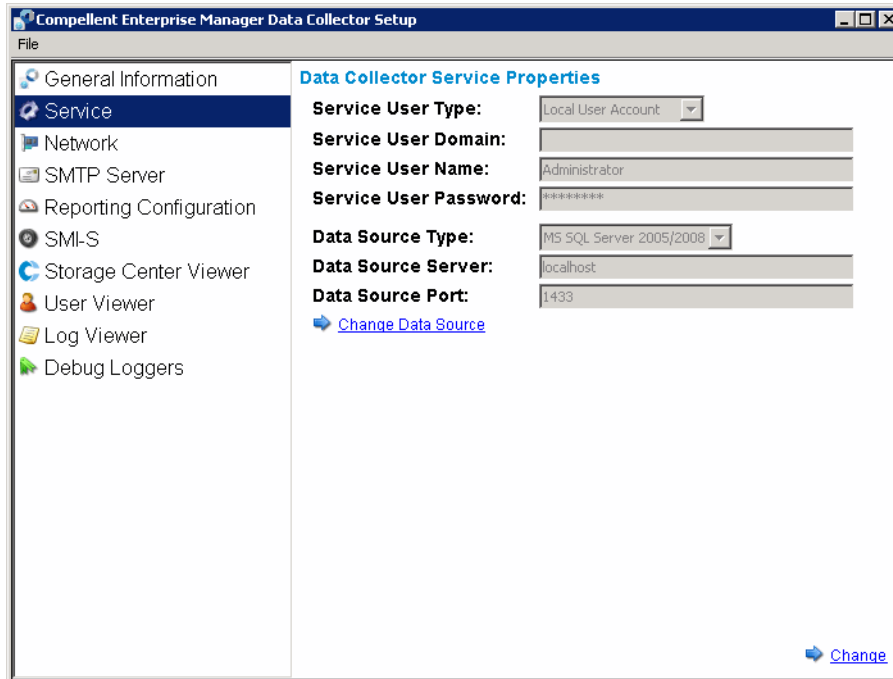 Compellent Enterprise Manager Data Collector Setup
File
General Information
Service
Network
SMTP Server
Reporting Configuration
SMI-S
Storage Center Viewer
User Viewer
Log Viewer
Debug Loggers
Data Collector Service Properties
Service User Type: Local User Account
Service User Domain:
Service User Name: Administrator
Service User Password: ********
Data Source Type: MS SQL Server 2005/2008
Data Source Server: localhost
Data Source Port: 1433
Change Data Source
Change